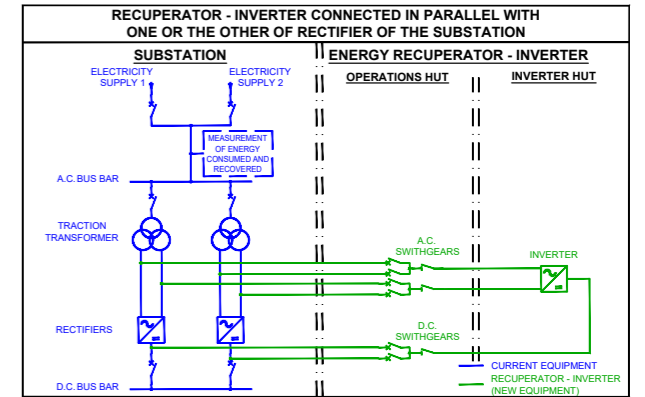 RECUPERATOR - INVERTER CONNECTED IN PARALLEL WITH
ONE OR THE OTHER OF RECTIFIER OF THE SUBSTATION
SUBSTATION
ENERGY RECUPERATOR - INVERTER
ELECTRICITY
SUPPLY 1
ELECTRICITY
SUPPLY 2
OPERATIONS HUT
INVERTER HUT
MEASUREMENT
OF ENERGY
CONSUMED AND
RECOVERED
A.C. BUS BAR
TRACTION
TRANSFORMER
A.C.
SWITHGEARS
INVERTER
RECTIFIERS
D.C.
SWITHGEARS
CURRENT EQUIPMENT
RECUPERATOR - INVERTER
(NEW EQUIPMENT)
D.C. BUS BAR